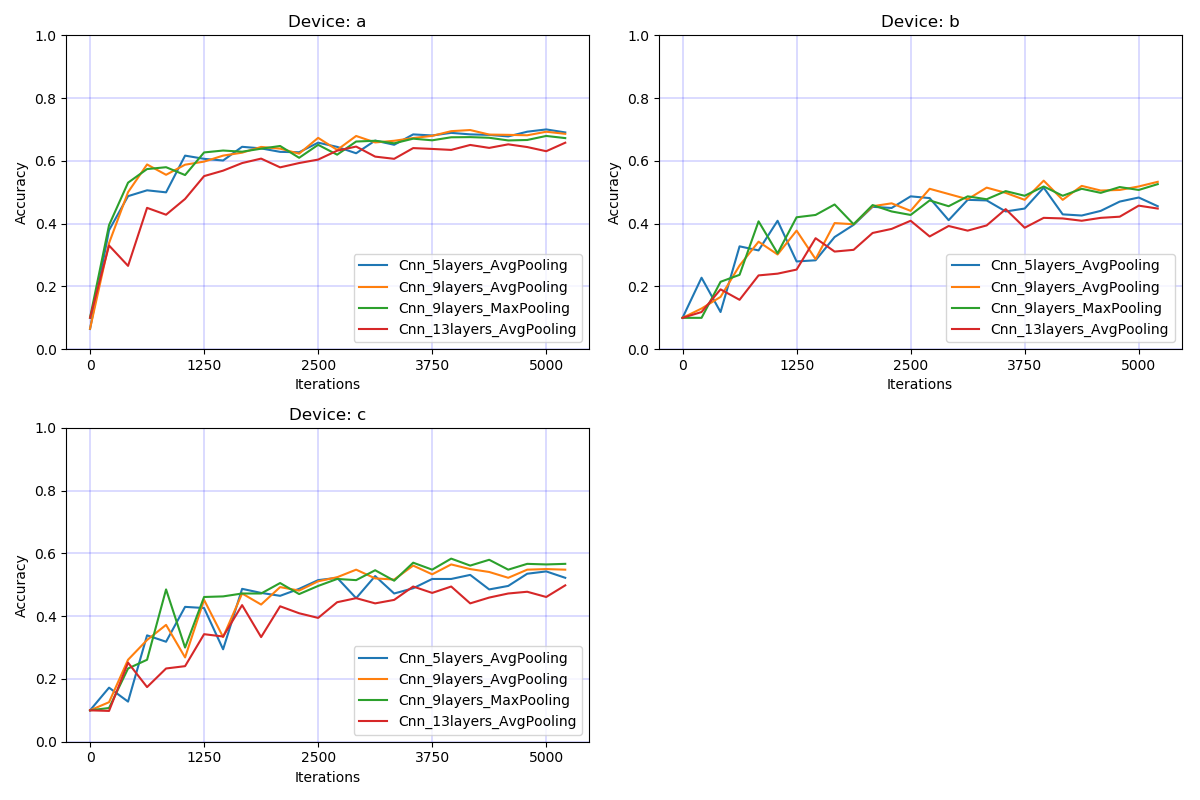 Device: a
1.0
0.8
0.6
0.4
0.2
0.0
Accuracy
Cnn_5layers_AvgPooling
Cnn_9layers_AvgPooling
Cnn_9layers_MaxPooling
Cnn_13layers_AvgPooling
0 1250 2500 3750 5000
Iterations
Device: b
1.0
0.8
0.6
0.4
0.2
0.0
Accuracy
Cnn_5layers_AvgPooling
Cnn_9layers_AvgPooling
Cnn_9layers_MaxPooling
Cnn_13layers_AvgPooling
0 1250 2500 3750 5000
Iterations
Device: c
1.0
0.8
0.6
0.4
0.2
0.0
Accuracy
Cnn_5layers_AvgPooling
Cnn_9layers_AvgPooling
Cnn_9layers_MaxPooling
Cnn_13layers_AvgPooling
0 1250 2500 3750 5000
Iterations